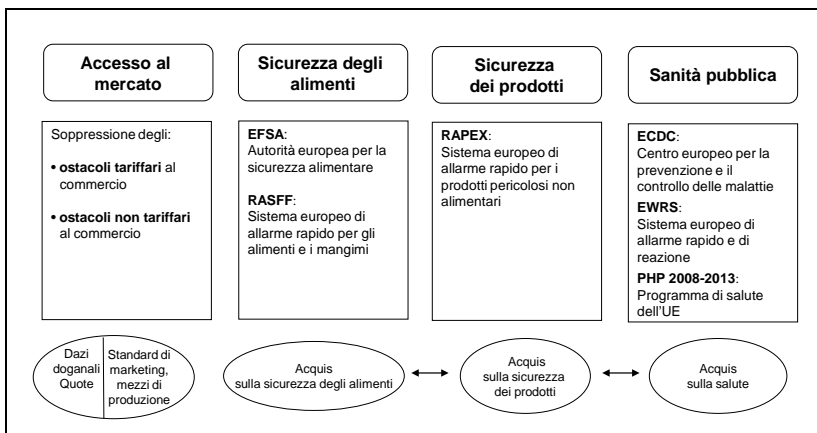 Accesso al
mercato
Sicurezza degli
alimenti
Sicurezza
dei prodotti
Sanità pubblica
Soppressione degli:
• ostacoli tariffari al
commercio
• ostacoli non tariffari
al commercio
EFSA:
Autorità europea per la
sicurezza alimentare
RASFF:
Sistema europeo di
allarme rapido per gli
alimenti e i mangimi
RAPEX:
Sistema europeo di
allarme rapido per i
prodotti pericolosi non
alimentari
ECDC:
Centro europeo per la
prevenzione e il
controllo delle malattie
EWRS:
Sistema europeo di
allarme rapido e di
reazione
PHP 2008-2013:
Programma di salute
dell'UE
Dazi
doganali
Quote
Standard di
marketing,
mezzi di
produzione
Acquis
sulla sicurezza degli alimenti
Acquis
sulla sicurezza
dei prodotti
Acquis
sulla salute